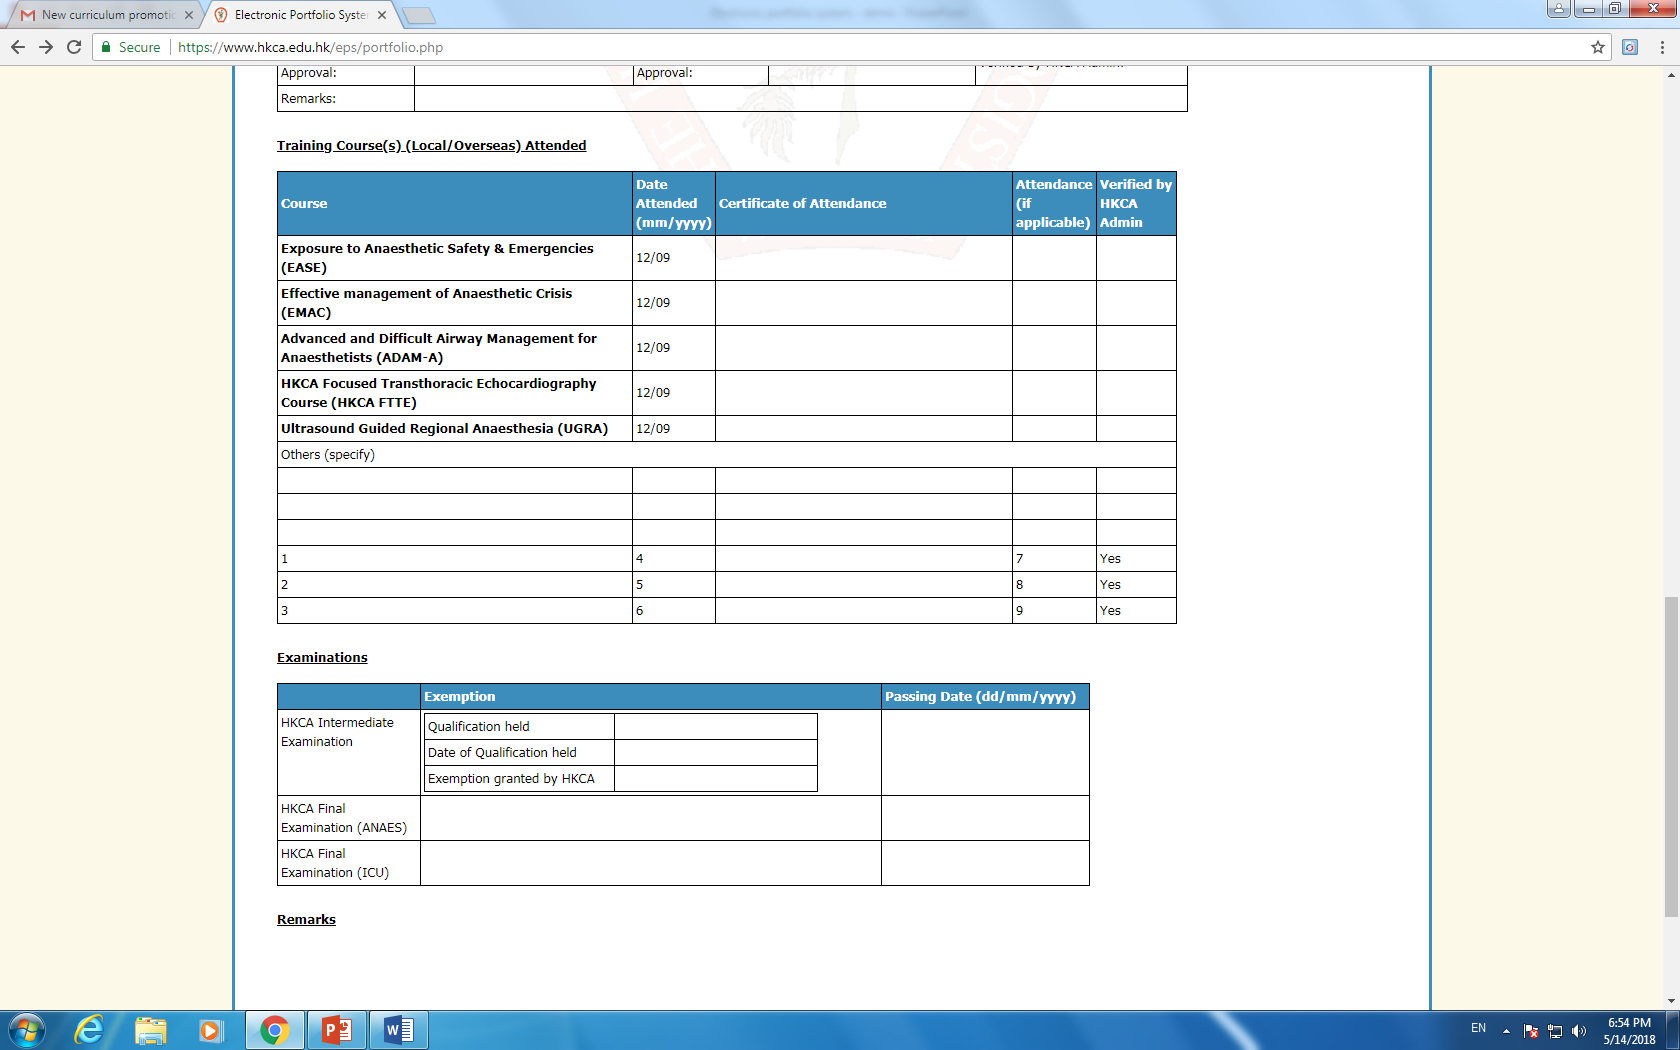 New curriculum promotic
Electronic Portfolio Syste
Secure
https://www.hkca.edu.hk/eps/portfolio.php
Approval:
Approval:
Remarks:
Training Course(s) (Local/Overseas) Attended
Course
Date Attended (mm/yyyy)
Certificate of Attendance
Attendance (if applicable)
Verified by HKCA Admin
Exposure to Anaesthetic Safety & Emergencies
(EASE)
12/09
Effective management of Anaesthetic Crisis
(EMAC)
12/09
Advanced and Difficult Airway Management for
Anaesthetists (ADAM-A)
12/09
HKCA Focused Transthoracic Echocardiography
Course (HKCA FTTE)
12/09
Ultrasound Guided Regional Anaesthesia (UGRA) 12/09
Others (specify)
1 4 7 Yes
2 5 8 Yes
3 6 9 Yes
Examinations
Exemption Passing Date (dd/mm/yyyy)
HKCA Intermediate
Examination
Qualification held
Date of Qualification held
Exemption granted by HKCA
HKCA Final
Examination (ANAES)
HKCA Final
Examination (ICU)
Remarks
EN
6:54 PM
5/14/2018